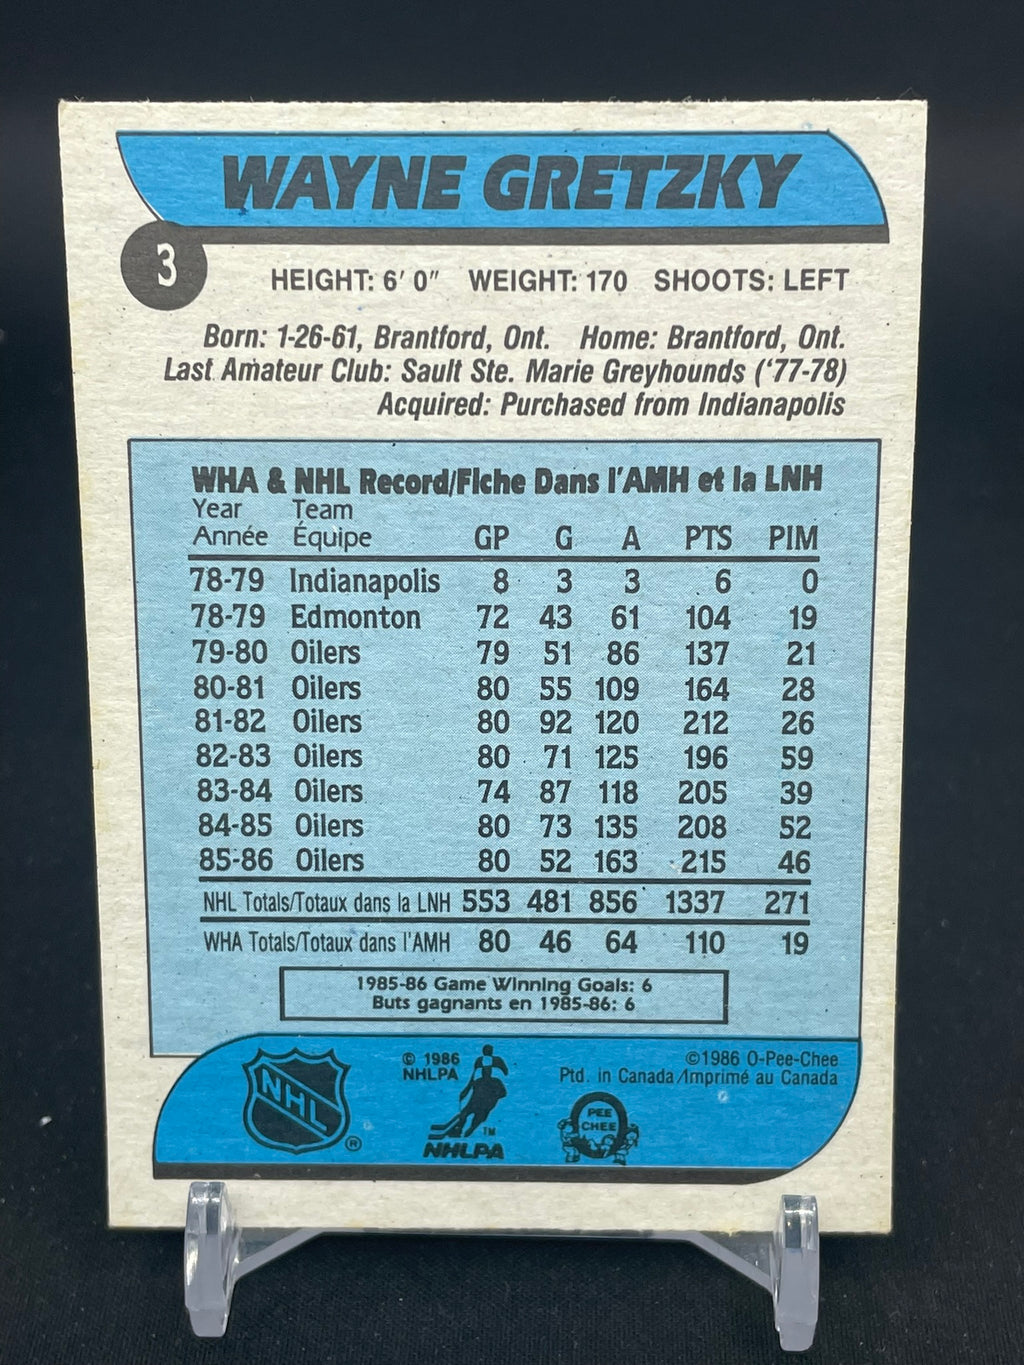 WAYNE GRETZKY
3
HEIGHT: 6' 0" WEIGHT: 170 SHOOTS: LEFT
Born: 1-26-61, Brantford, Ont. Home: Brantford, Ont.
Last Amateur Club: Sault Ste. Marie Greyhounds ('77-78)
Acquired: Purchased from Indianapolis
WHA & NHL Record/Fiche Dans l'AMH et la LNH
Year Team
Année Équipe GP G A PTS PIM
78-79 Indianapolis 8 3 3 6 0
78-79 Edmonton 72 43 61 104 19
79-80 Oilers 79 51 86 137 21
80-81 Oilers 80 55 109 164 28
81-82 Oilers 80 92 120 212 26
82-83 Oilers 80 71 125 196 59
83-84 Oilers 74 87 118 205 39
84-85 Oilers 80 73 135 208 52
85-86 Oilers 80 52 163 215 46
NHL Totals/Totaux dans la LNH 553 481 856 1337 271
WHA Totals/Totaux dans l'AMH 80 46 64 110 19
1985-86 Game Winning Goals: 6
Buts gagnants en 1985-86: 6
NHL
®
© 1986
NHLPA
TM
NHLPA
PEE
CHEE
©1986 O-Pee-Chee
Ptd. in Canada/Imprimé au Canada